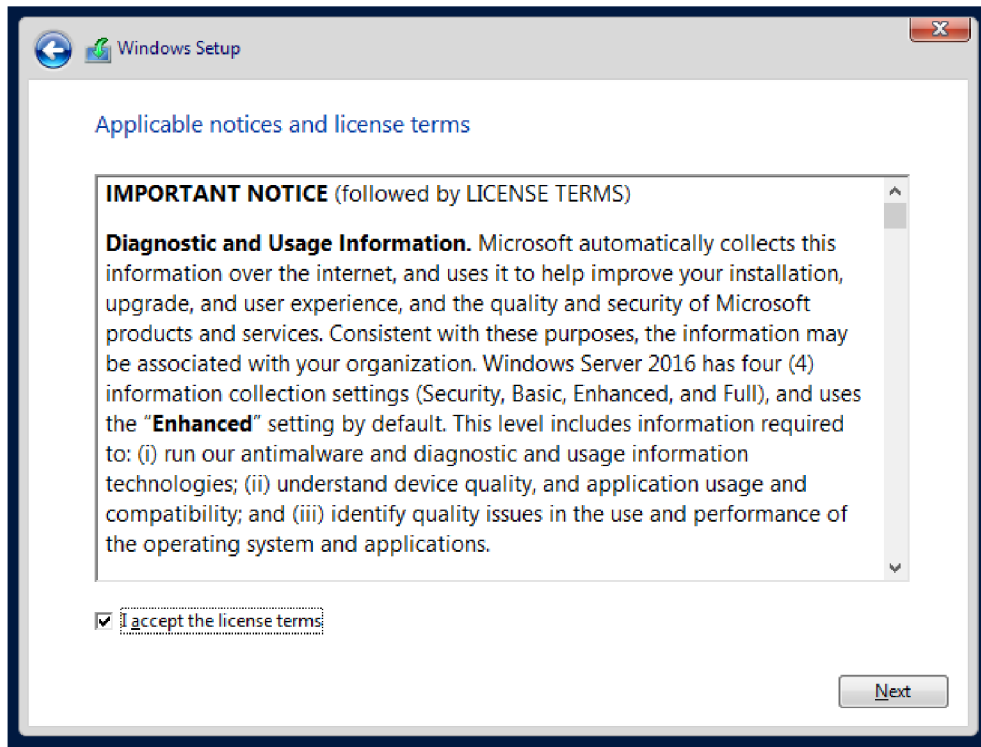 Windows Setup
Applicable notices and license terms
IMPORTANT NOTICE (followed by LICENSE TERMS)
Diagnostic and Usage Information. Microsoft automatically collects this
information over the internet, and uses it to help improve your installation,
upgrade, and user experience, and the quality and security of Microsoft
products and services. Consistent with these purposes, the information may
be associated with your organization. Windows Server 2016 has four (4)
information collection settings (Security, Basic, Enhanced, and Full), and uses
the “Enhanced” setting by default. This level includes information required
to: (i) run our antimalware and diagnostic and usage information
technologies; (ii) understand device quality, and application usage and
compatibility; and (iii) identify quality issues in the use and performance of
the operating system and applications.
I accept the license terms
Next